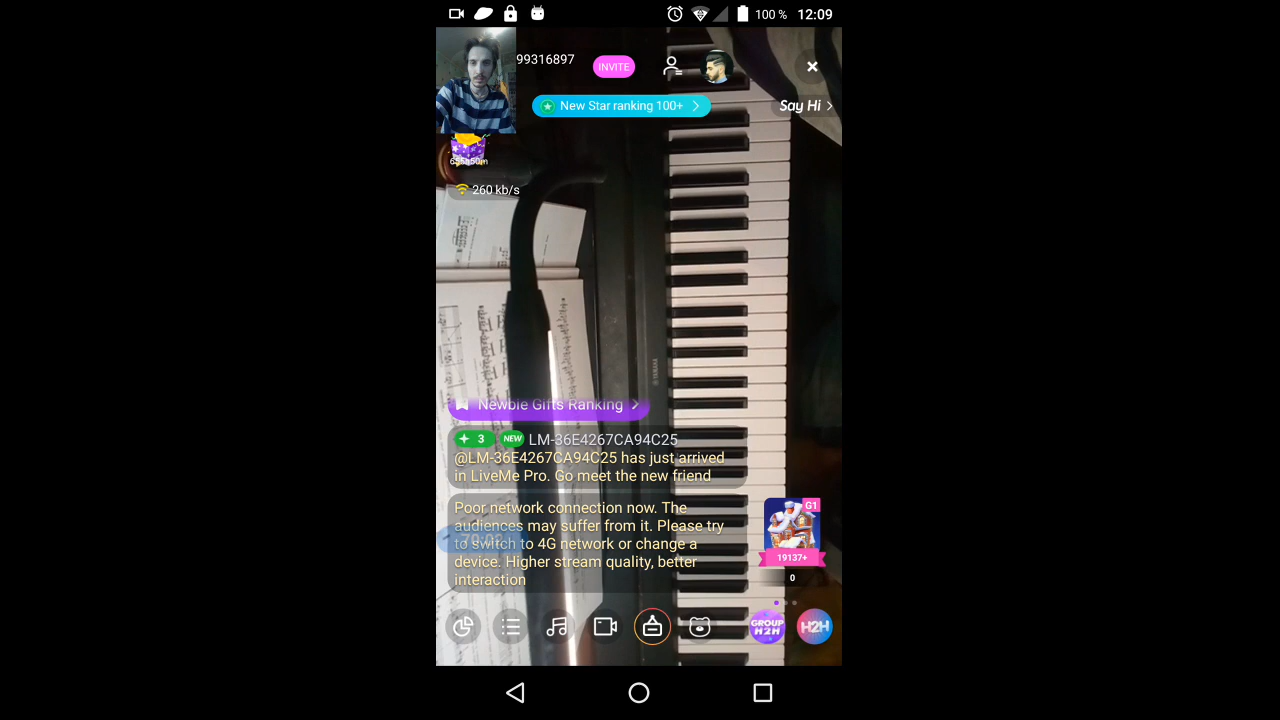 100 % 12:09
99316897
INVITE
New Star ranking 100+
Say Hi
655h50m
260 kb/s
YAMAHA
Newbie Gifts Ranking
3 NEW LM-36E4267CA94C25
@LM-36E4267CA94C25 has just arrived
in LiveMe Pro. Go meet the new friend
Poor network connection now. The
audiences may suffer from it. Please try
to switch to 4G network or change a
device. Higher stream quality, better
interaction
G1
19137+
0
GROUP
H2H
H2H